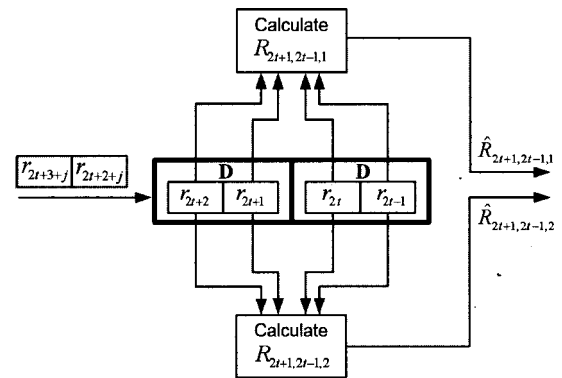 Calculate
R_{2t+1,2t-1,1}
\hat{R}_{2t+1,2t-1,1}
r_{2t+3+j} r_{2t+2+j}
D D
r_{2t+2} r_{2t+1} r_{2t} r_{2t-1}
\hat{R}_{2t+1,2t-1,2}
Calculate
R_{2t+1,2t-1,2}